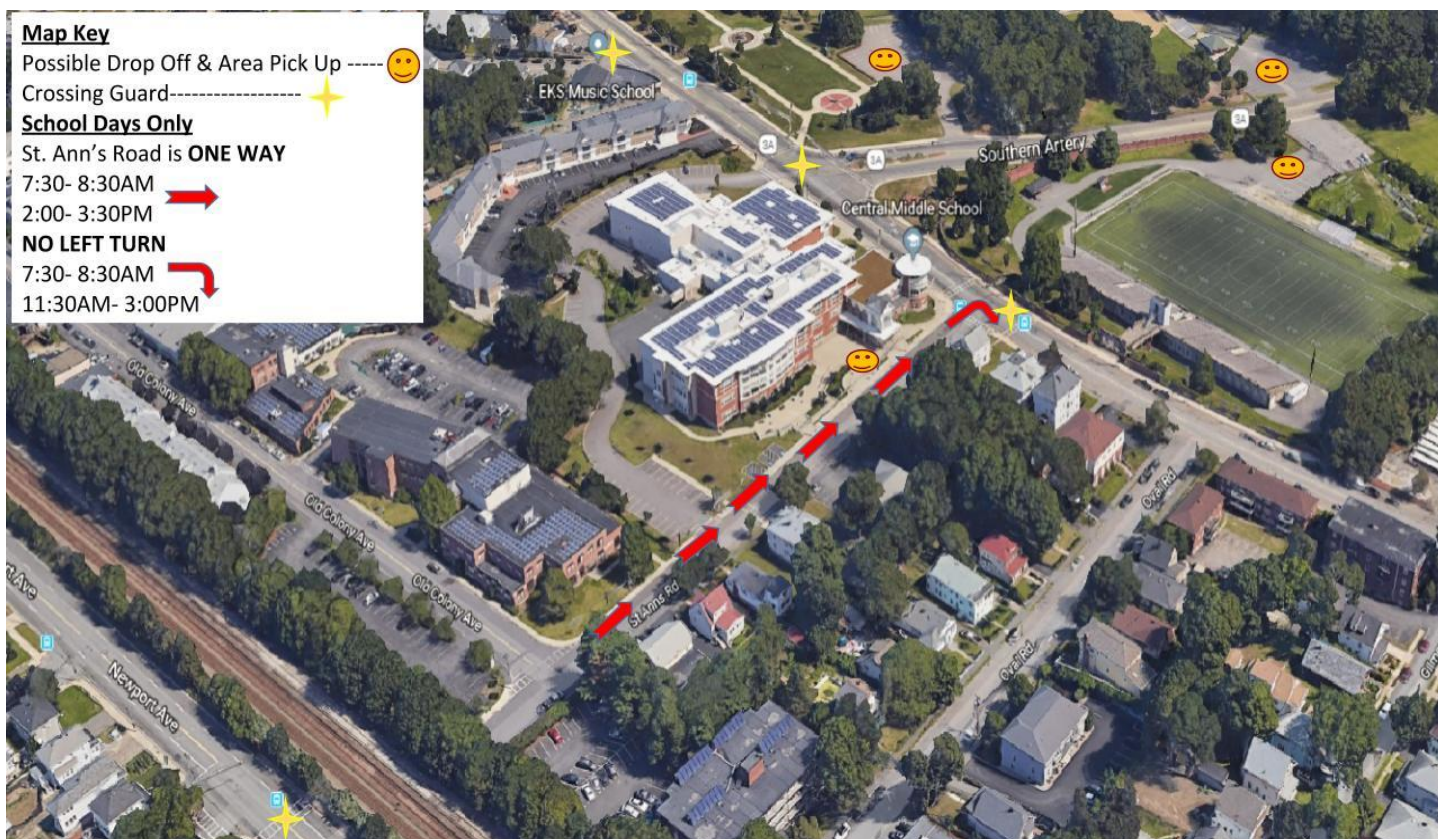 Map Key
Possible Drop Off & Area Pick Up -----
Crossing Guard------------------
School Days Only
St. Ann's Road is ONE WAY
7:30- 8:30AM
2:00- 3:30PM
NO LEFT TURN
7:30- 8:30AM
11:30AM- 3:00PM
EKS Music School
3A
3A
3A
Southern Artery
Central Middle School
Old Colony Ave
Old Colony Ave
Old Colony Ave
St Anns Rd
Oval Rd
Oval Rd
Newport Ave